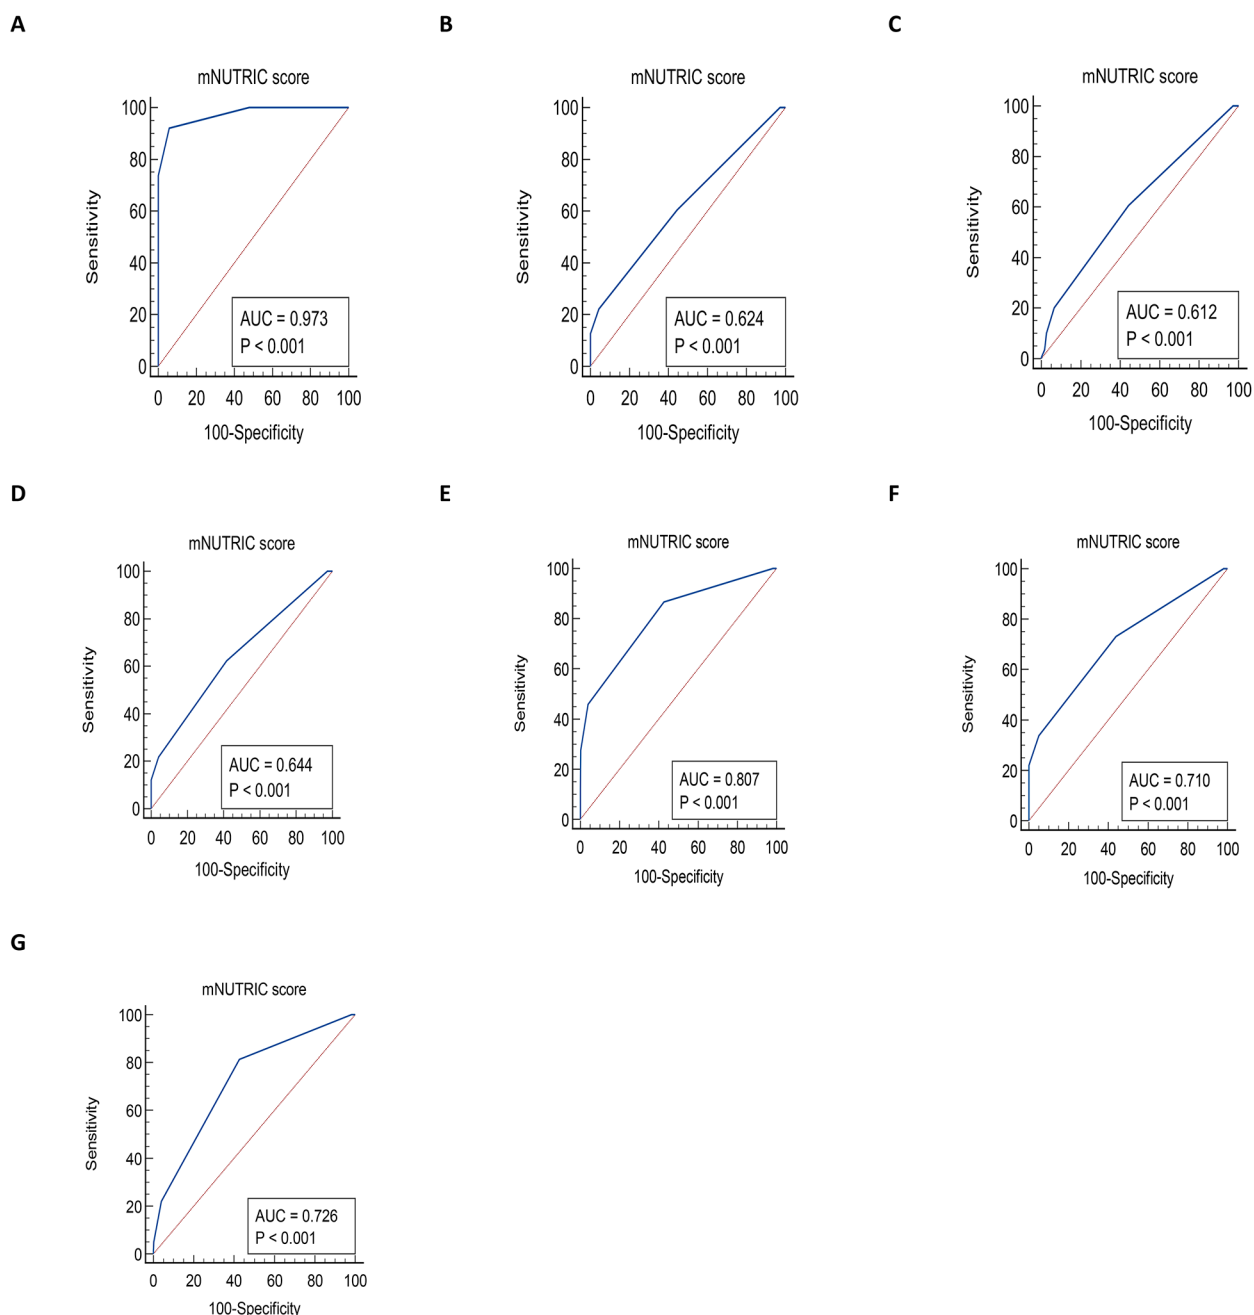 A
B
C
mNUTRIC score
100
80
60
40
20
0
Sensitivity
AUC = 0.973
P < 0.001
0 20 40 60 80 100
100-Specificity
mNUTRIC score
100
80
60
40
20
0
Sensitivity
AUC = 0.624
P < 0.001
0 20 40 60 80 100
100-Specificity
mNUTRIC score
100
80
60
40
20
0
Sensitivity
AUC = 0.612
P < 0.001
0 20 40 60 80 100
100-Specificity
D
E
F
mNUTRIC score
100
80
60
40
20
0
Sensitivity
AUC = 0.644
P < 0.001
0 20 40 60 80 100
100-Specificity
mNUTRIC score
100
80
60
40
20
0
Sensitivity
AUC = 0.807
P < 0.001
0 20 40 60 80 100
100-Specificity
mNUTRIC score
100
80
60
40
20
0
Sensitivity
AUC = 0.710
P < 0.001
0 20 40 60 80 100
100-Specificity
G
mNUTRIC score
100
80
60
40
20
0
Sensitivity
AUC = 0.726
P < 0.001
0 20 40 60 80 100
100-Specificity